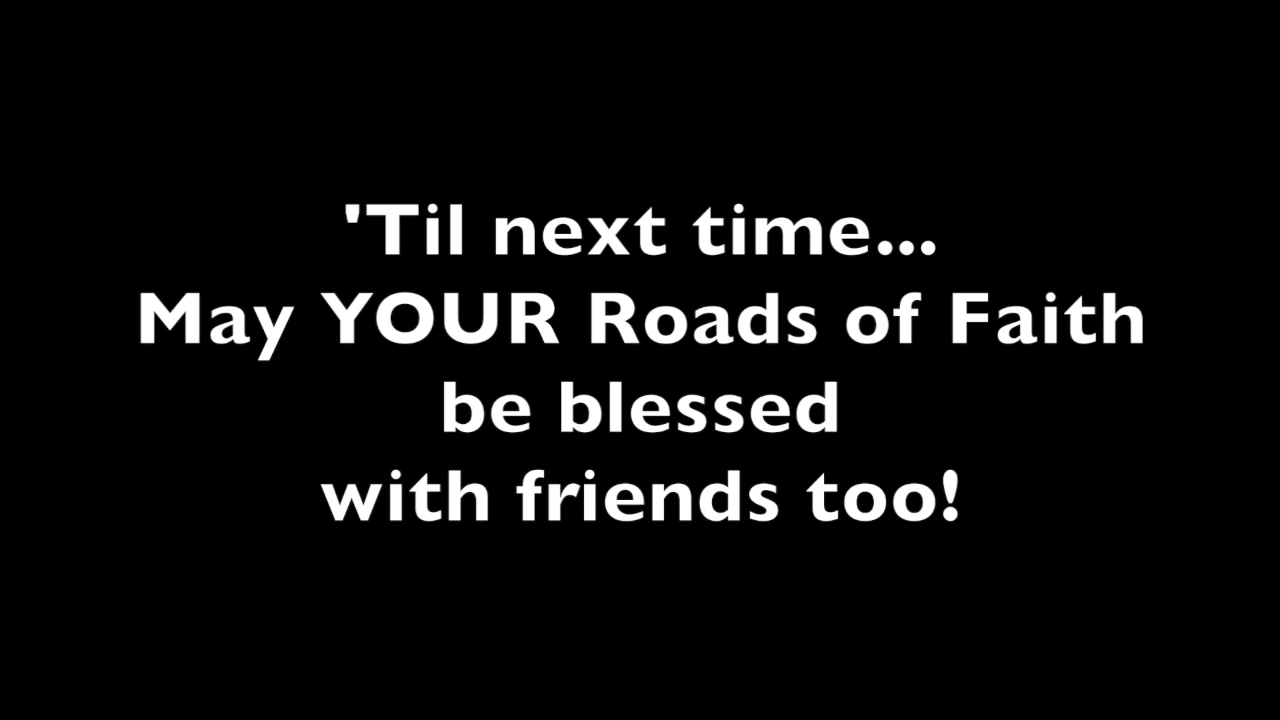 'Til next time...
May YOUR Roads of Faith
be blessed
with friends too!